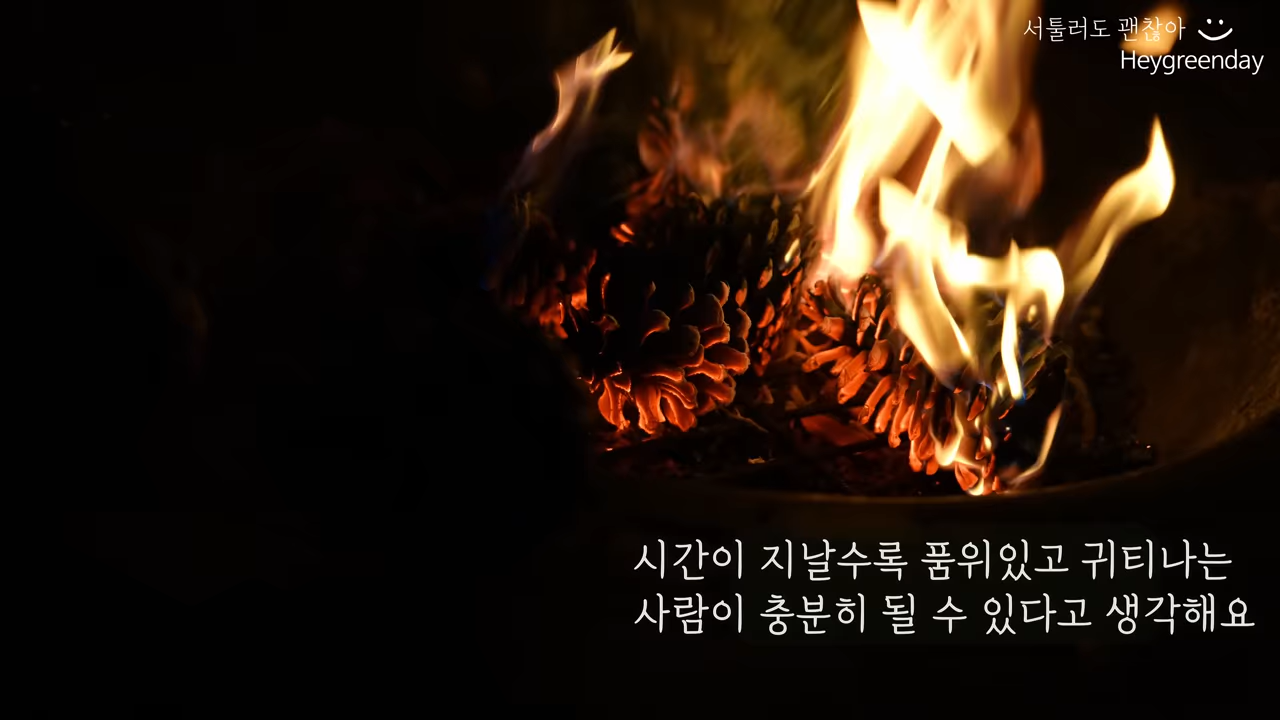 서툴러도 괜찮아
Heygreenday
시간이 지날수록 품위있고 귀티나는
사람이 충분히 될 수 있다고 생각해요